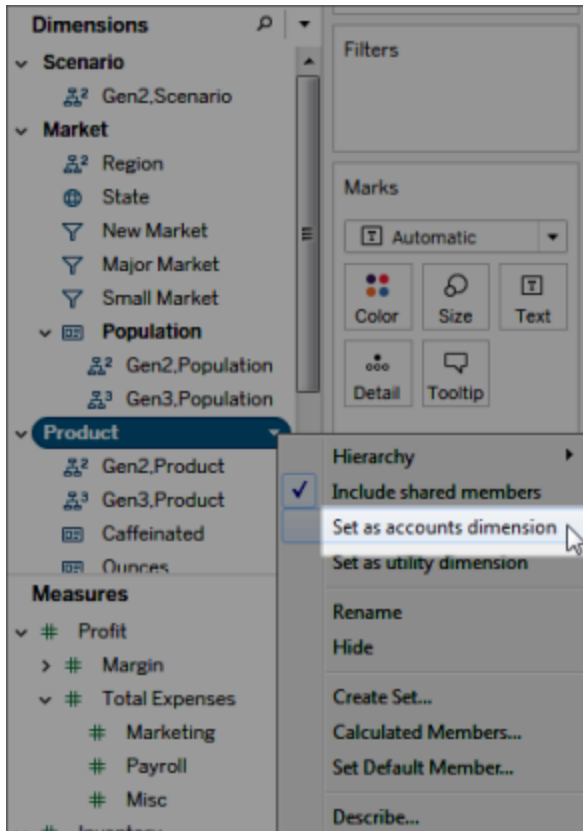 Dimensions
Scenario
Gen2,Scenario
Market
Region
State
New Market
Major Market
Small Market
Population
Gen2,Population
Gen3,Population
Product
Gen2,Product
Gen3,Product
Caffeinated
Ounces
Measures
# Profit
# Margin
# Total Expenses
# Marketing
# Payroll
# Misc
# Inventory
Filters
Marks
Automatic
Color Size Text
Detail Tooltip
Hierarchy
Include shared members
Set as accounts dimension
Set as utility dimension
Rename
Hide
Create Set...
Calculated Members...
Set Default Member...
Describe...